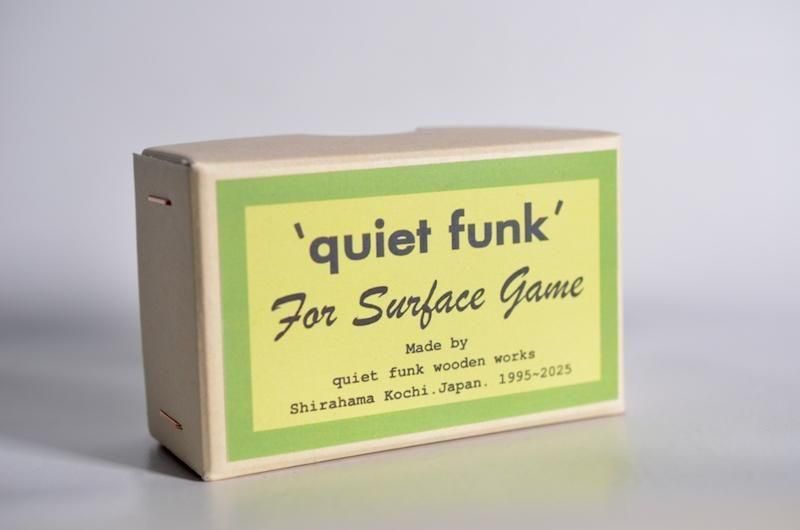 'quiet funk'
For Surface Game
Made by
quiet funk wooden works
Shirahama Kochi.Japan. 1995~2025